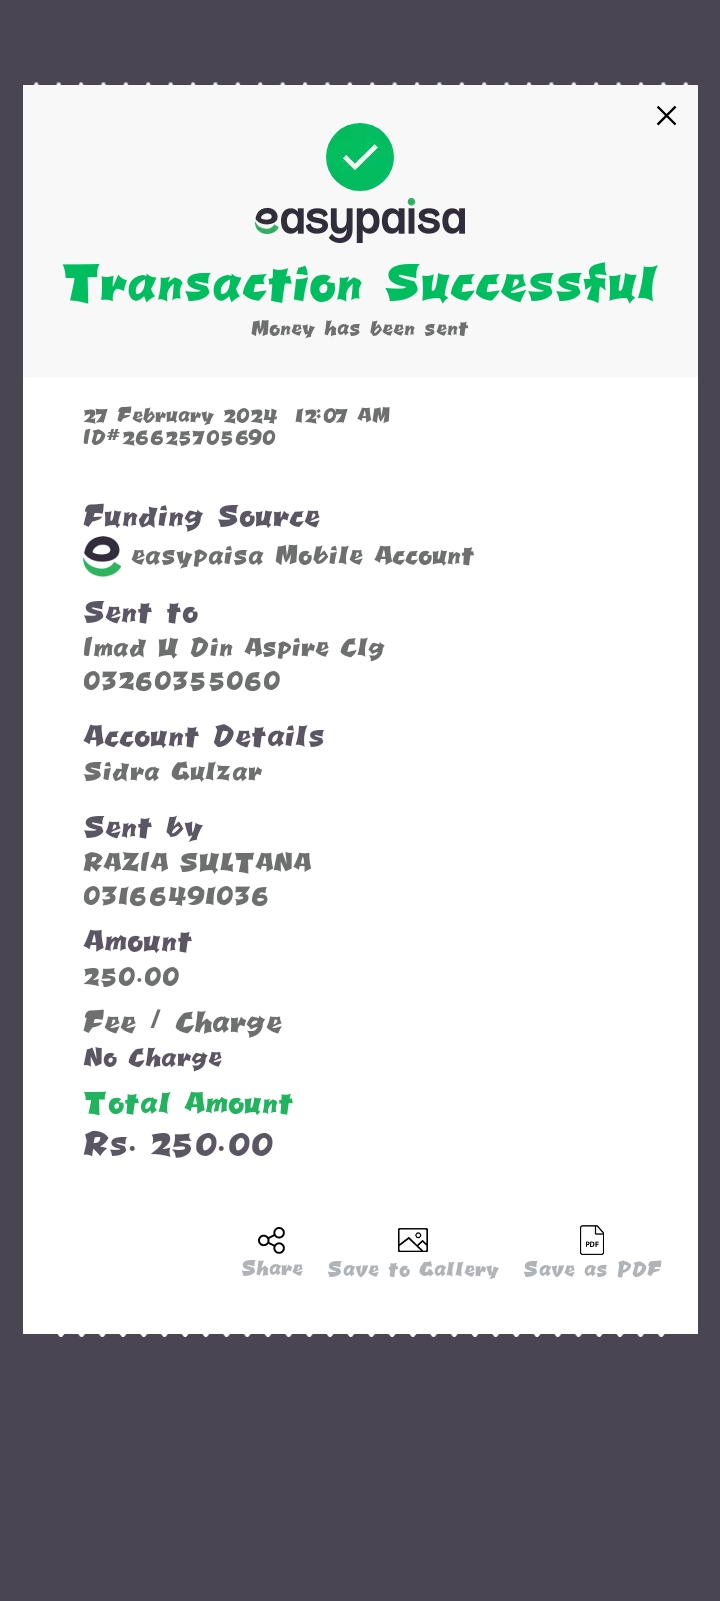 easypaisa
Transaction Successful
Money has been sent
27 February 2024 12:07 AM
ID#26625705690
Funding Source
easypaisa Mobile Account
Sent to
Imad U Din Aspire Clg
03260355060
Account Details
Sidra Gulzar
Sent by
RAZIA SULTANA
03166491036
Amount
250.00
Fee / Charge
No Charge
Total Amount
Rs. 250.00
PDF
Share Save to Gallery Save as PDF